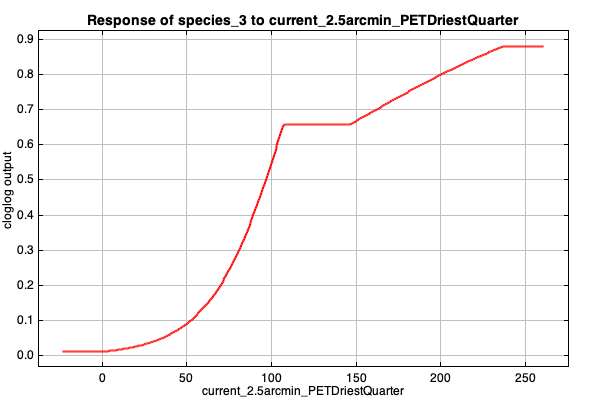 Response of species_3 to current_2.5arcmin_PETDriestQuarter
0.9
0.8
0.7
0.6
0.5
0.4
0.3
0.2
0.1
0.0
cloglog output
0 50 100 150 200 250
current_2.5arcmin_PETDriestQuarter